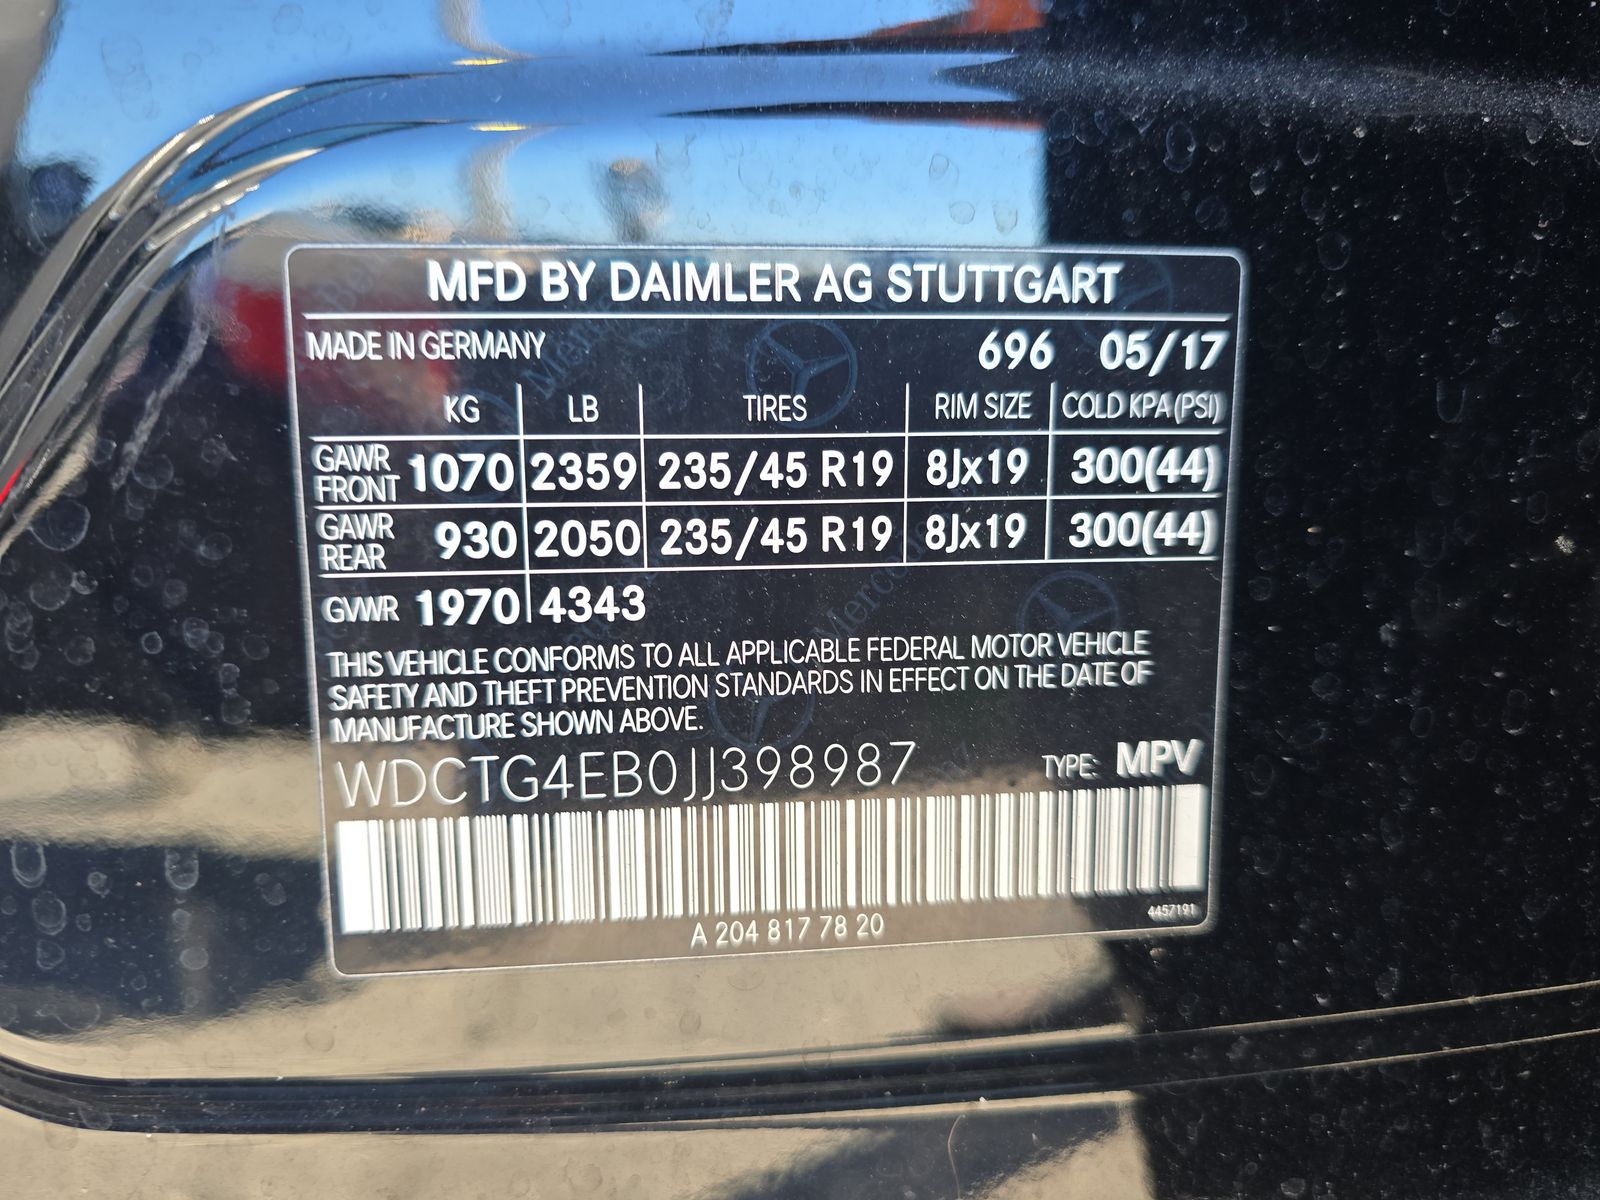 MFD BY DAIMLER AG STUTTGART
MADE IN GERMANY 696 05/17
KG LB TIRES RIM SIZE COLD KPA (PSI)
GAWR FRONT 1070 2359 235/45 R19 8Jx19 300(44)
GAWR REAR 930 2050 235/45 R19 8Jx19 300(44)
GVWR 1970 4343
THIS VEHICLE CONFORMS TO ALL APPLICABLE FEDERAL MOTOR VEHICLE
SAFETY AND THEFT PREVENTION STANDARDS IN EFFECT ON THE DATE OF
MANUFACTURE SHOWN ABOVE.
WDCTG4EB0JJ398987 TYPE: MPV
A 204 817 78 20
4457191